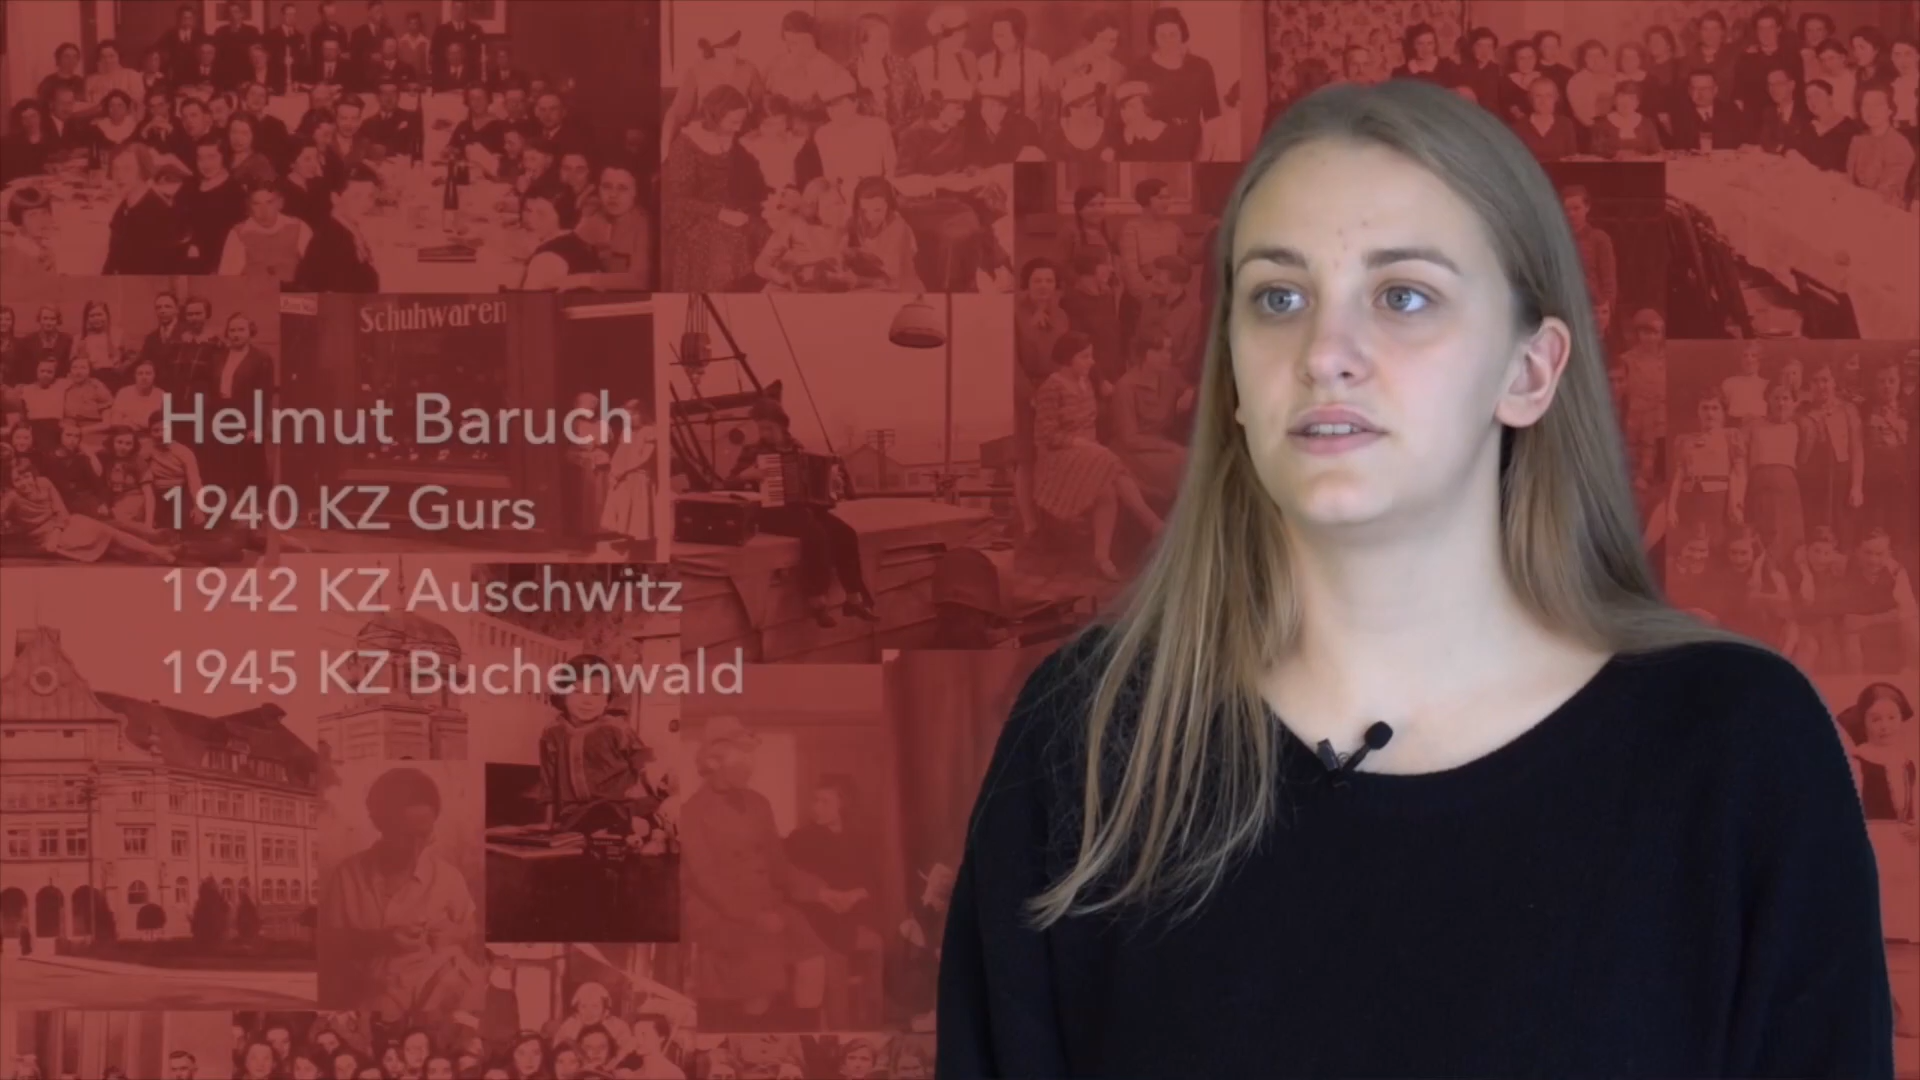 Schuhwaren
Helmut Baruch
1940 KZ Gurs
1942 KZ Auschwitz
1945 KZ Buchenwald